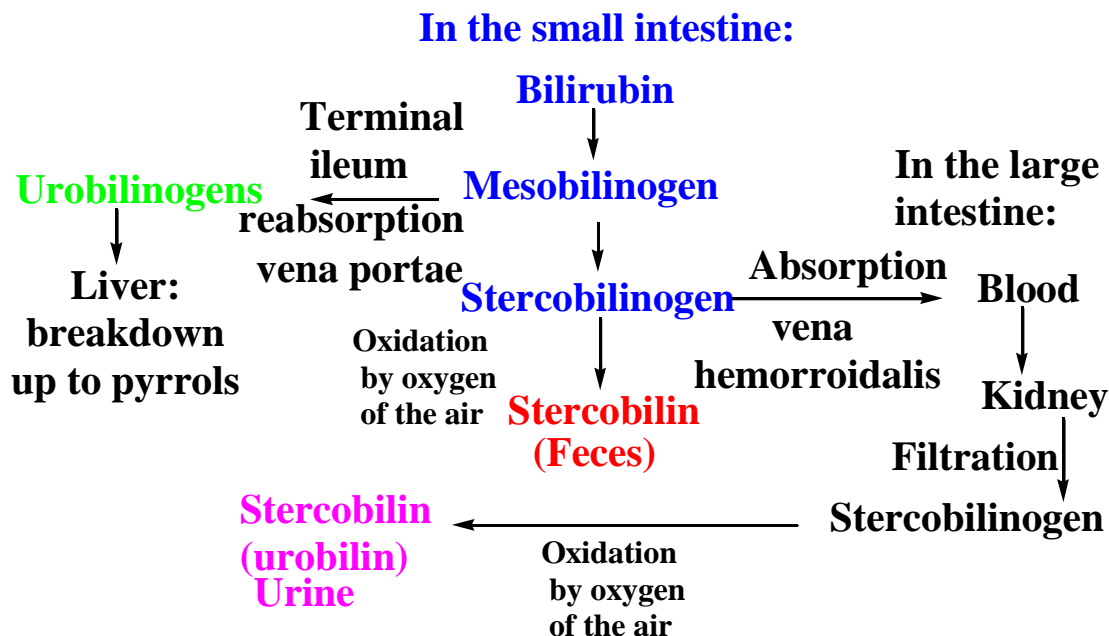 In the small intestine:
Bilirubin
Terminal
ileum
Urobilinogens
Mesobilinogen
reabsorption
vena portae
In the large
intestine:
Liver:
breakdown
up to pyrrols
Stercobilinogen
Absorption
vena
hemorroidalis
Blood
Oxidation
by oxygen
of the air
Stercobilin
(Feces)
Kidney
Filtration
Stercobilinogen
Stercobilin
(urobilin)
Urine
Oxidation
by oxygen
of the air